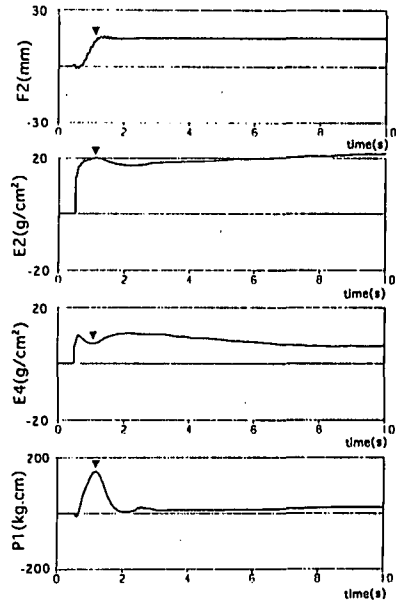 30
F2(mm)
-30
0 2 4 6 8 10
time(s)
20
E2(g/cm²)
-20
0 2 4 6 8 10
time(s)
20
E4(g/cm²)
-20
0 2 4 6 8 10
time(s)
200
P1(kg.cm)
-200
0 2 4 6 8 10
time(s)